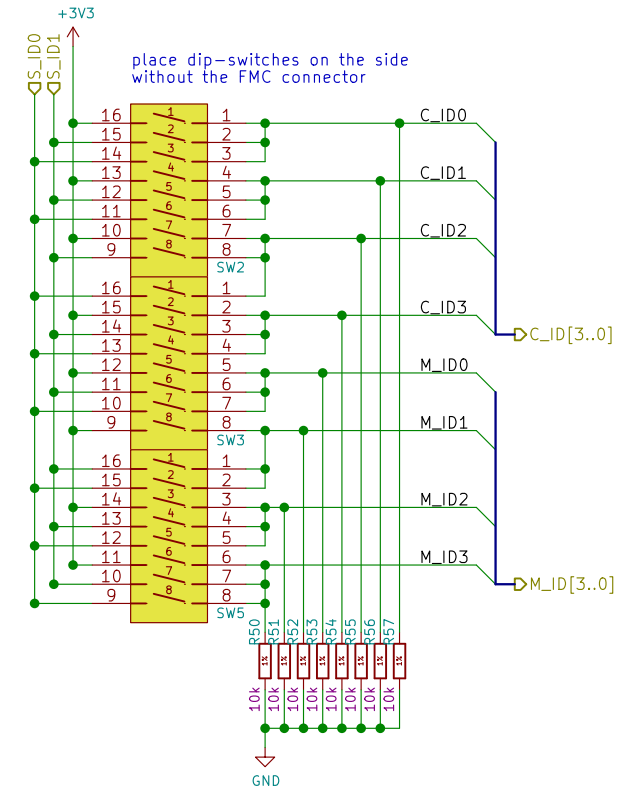 +3V3
S_ID0
S_ID1
place dip-switches on the side
without the FMC connector
16 1 1 C_ID0
15 2 2
14 3 3
13 4 4 C_ID1
12 5 5
11 6 6
10 7 7 C_ID2
9 8 8
SW2
16 1 1
15 2 2 C_ID3
14 3 3
13 4 4
C_ID[3..0]
12 5 5 M_ID0
11 6 6
10 7 7
9 8 8 M_ID1
SW3
16 1 1
15 2 2
14 3 3 M_ID2
13 4 4
12 5 5
11 6 6 M_ID3
10 7 7
M_ID[3..0]
9 8 8
SW5
R50 R51 R52 R53 R54 R55 R56 R57
1% 1% 1% 1% 1% 1% 1% 1%
10k 10k 10k 10k 10k 10k 10k 10k
GND